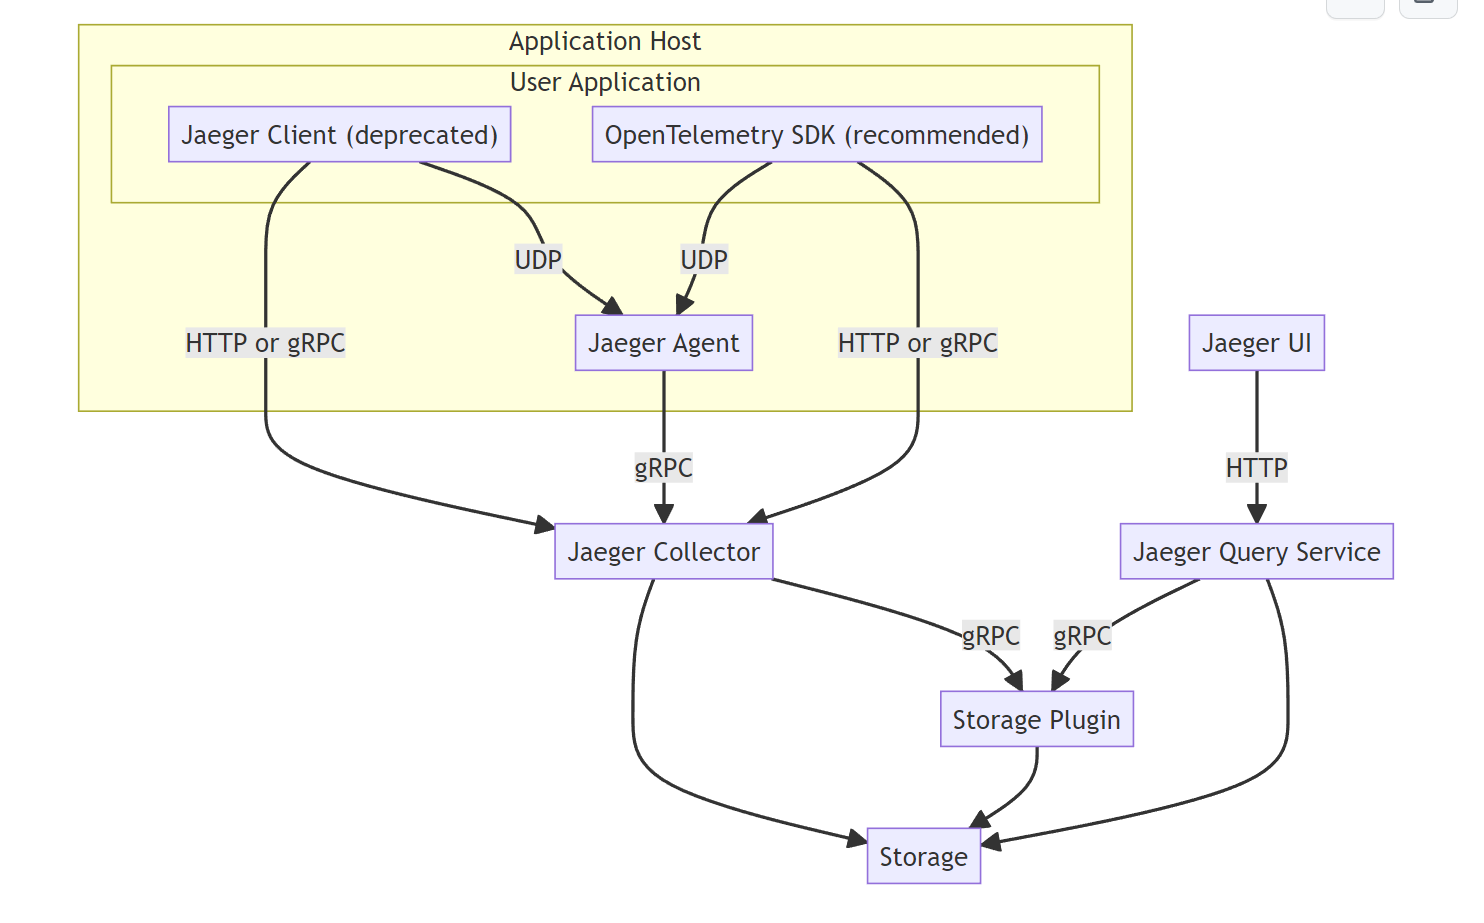 Application Host
User Application
Jaeger Client (deprecated)
OpenTelemetry SDK (recommended)
UDP
UDP
HTTP or gRPC
Jaeger Agent
HTTP or gRPC
Jaeger UI
gRPC
HTTP
Jaeger Collector
Jaeger Query Service
gRPC
gRPC
Storage Plugin
Storage